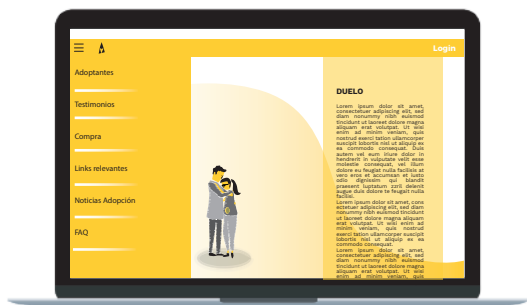 Login
Adoptantes
Testimonios
Compra
Links relevantes
Noticias Adopción
FAQ
DUELO
Lorem ipsum dolor sit amet,
consectetuer adipiscing elit, sed
diam nonummy nibh euismod
tincidunt ut laoreet dolore magna
aliquam erat volutpat. Ut wisi
enim ad minim veniam, quis
nostrud exerci tation ullamcorper
suscipit lobortis nisl ut aliquip ex
ea commodo consequat. Duis
autem vel eum iriure dolor in
hendrerit in vulputate velit esse
molestie consequat, vel illum
dolore eu feugiat nulla facilisis at
vero eros et accumsan et iusto
odio dignissim qui blandit
praesent luptatum zzril delenit
augue duis dolore te feugait nulla
facilisi.
Lorem ipsum dolor sit amet, cons
ectetuer adipiscing elit, sed diam
nonummy nibh euismod tincidunt
ut laoreet dolore magna aliquam
erat volutpat. Ut wisi enim ad
minim veniam, quis nostrud
exerci tation ullamcorper suscipit
lobortis nisl ut aliquip ex ea
commodo consequat.
Lorem ipsum dolor sit amet,
consectetuer adipiscing elit, sed
diam nonummy nibh euismod
tincidunt ut laoreet dolore magna
aliquam erat volutpat. Ut wisi
enim ad minim veniam, quis